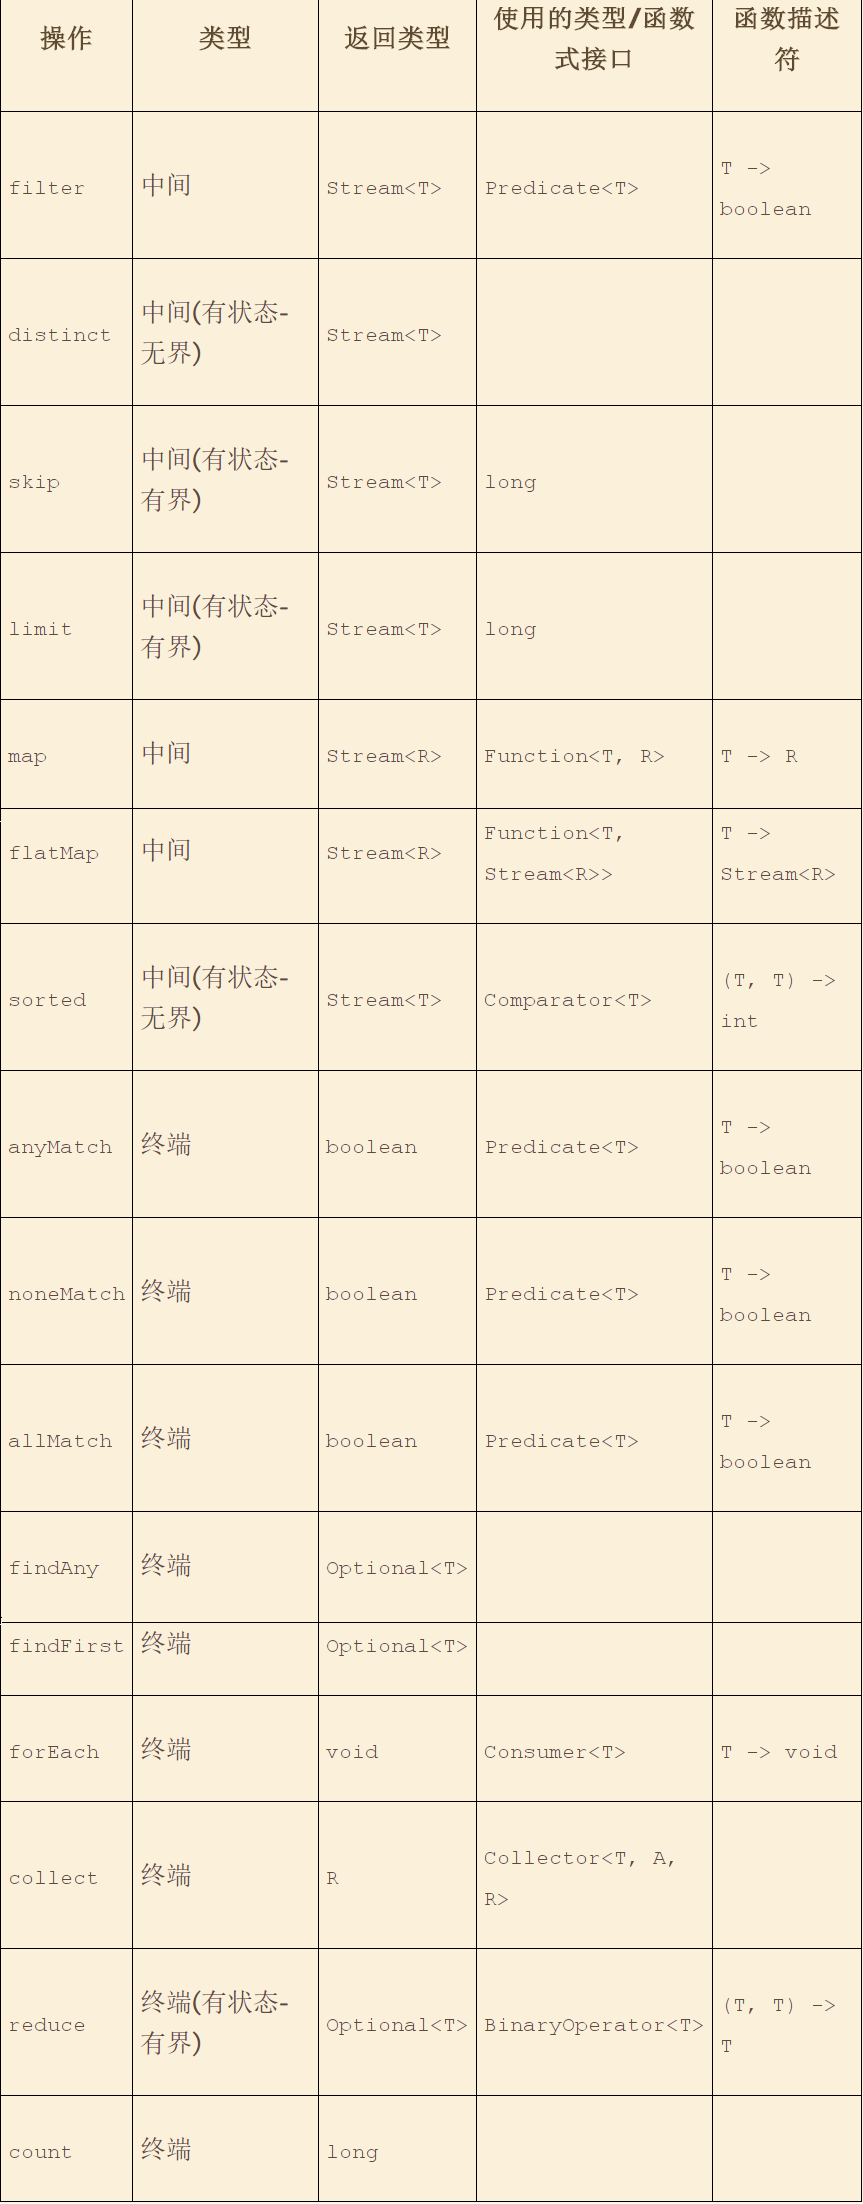 操作 类型 返回类型 使用的类型/函数式接口 函数描述符
filter 中间 Stream<T> Predicate<T> T -> boolean
distinct 中间(有状态-无界) Stream<T>
skip 中间(有状态-有界) Stream<T> long
limit 中间(有状态-有界) Stream<T> long
map 中间 Stream<R> Function<T, R> T -> R
flatMap 中间 Stream<R> Function<T, Stream<R>> T -> Stream<R>
sorted 中间(有状态-无界) Stream<T> Comparator<T> (T, T) -> int
anyMatch 终端 boolean Predicate<T> T -> boolean
noneMatch 终端 boolean Predicate<T> T -> boolean
allMatch 终端 boolean Predicate<T> T -> boolean
findAny 终端 Optional<T>
findFirst 终端 Optional<T>
forEach 终端 void Consumer<T> T -> void
collect 终端 R Collector<T, A, R>
reduce 终端(有状态-有界) Optional<T> BinaryOperator<T> (T, T) -> T
count 终端 long